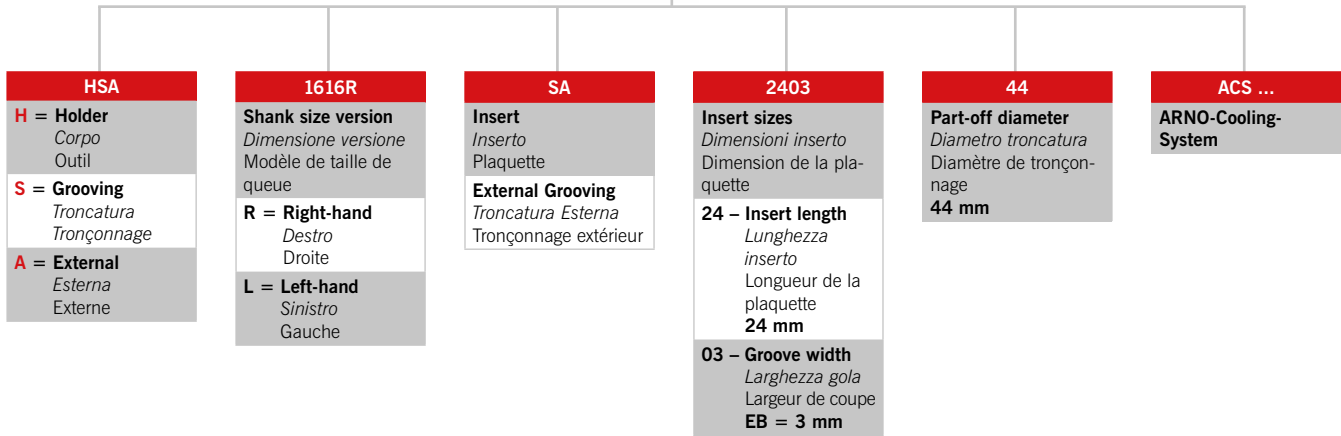 HSA
H = Holder
Corpo
Outil
S = Grooving
Troncatura
Tronçonnage
A = External
Esterna
Externe
1616R
Shank size version
Dimensione versione
Modèle de taille de
queue
R = Right-hand
Destro
Droite
L = Left-hand
Sinistro
Gauche
SA
Insert
Inserto
Plaquette
External Grooving
Troncatura Esterna
Tronçonnage extérieur
2403
Insert sizes
Dimensioni inserto
Dimension de la pla-
quette
24 – Insert length
Lunghezza
inserto
Longueur de la
plaquette
24 mm
03 – Groove width
Larghezza gola
Largeur de coupe
EB = 3 mm
44
Part-off diameter
Diametro troncatura
Diamètre de tronçon-
nage
44 mm
ACS ...
ARNO-Cooling-
System